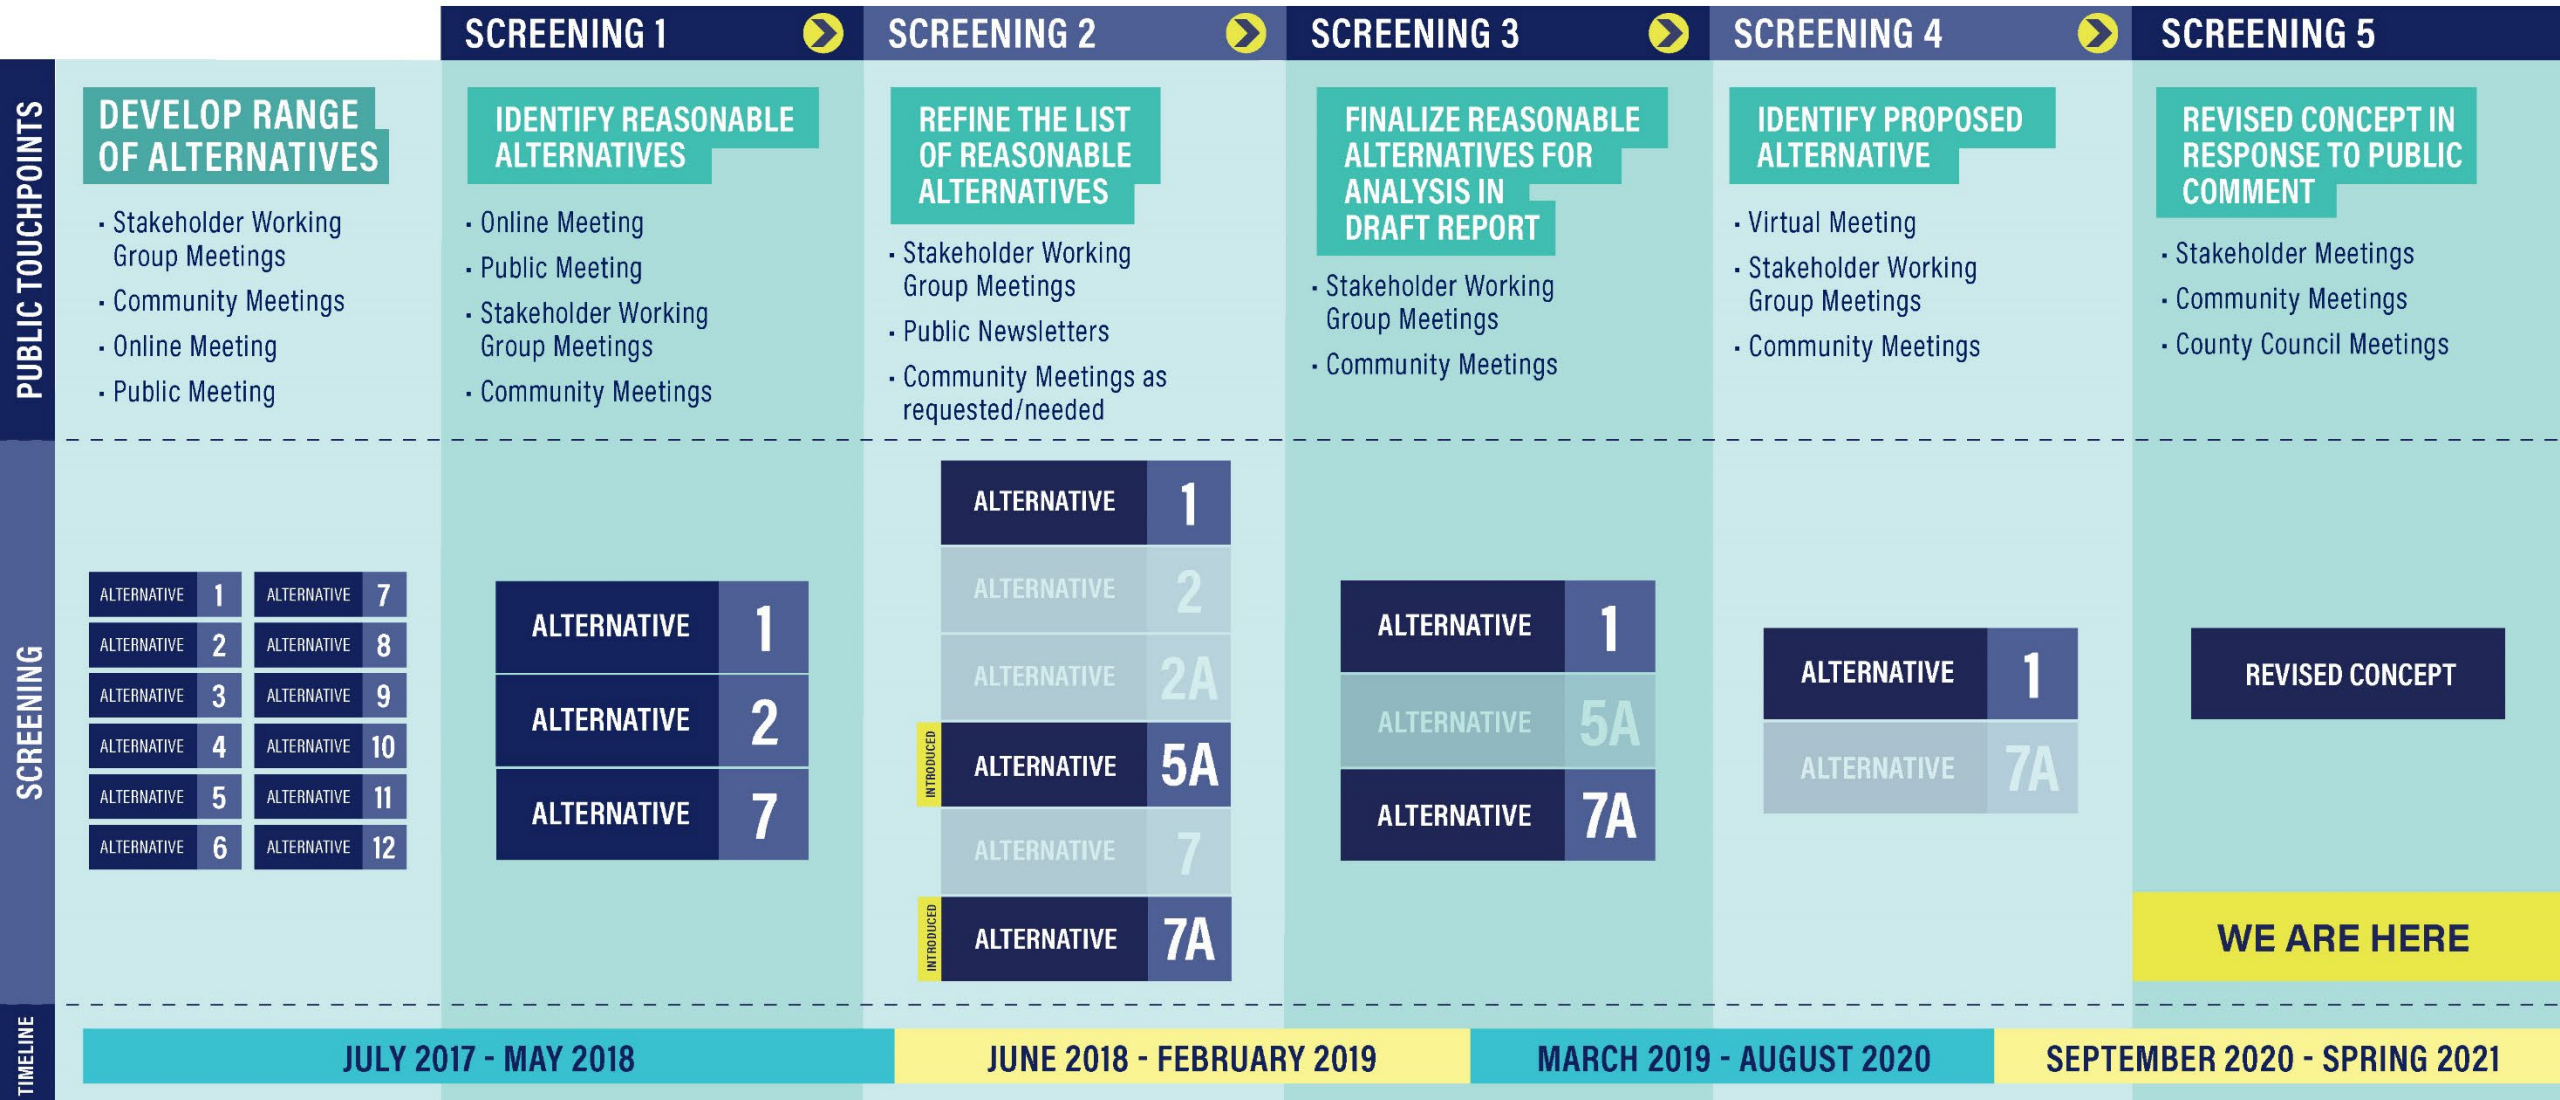 SCREENING 1
SCREENING 2
SCREENING 3
SCREENING 4
SCREENING 5
PUBLIC TOUCHPOINTS
DEVELOP RANGE
OF ALTERNATIVES
· Stakeholder Working
Group Meetings
· Community Meetings
· Online Meeting
· Public Meeting
IDENTIFY REASONABLE
ALTERNATIVES
· Online Meeting
· Public Meeting
· Stakeholder Working
Group Meetings
· Community Meetings
REFINE THE LIST
OF REASONABLE
ALTERNATIVES
· Stakeholder Working
Group Meetings
· Public Newsletters
· Community Meetings as
requested/needed
FINALIZE REASONABLE
ALTERNATIVES FOR
ANALYSIS IN
DRAFT REPORT
· Stakeholder Working
Group Meetings
· Community Meetings
IDENTIFY PROPOSED
ALTERNATIVE
· Virtual Meeting
· Stakeholder Working
Group Meetings
· Community Meetings
REVISED CONCEPT IN
RESPONSE TO PUBLIC
COMMENT
· Stakeholder Meetings
· Community Meetings
· County Council Meetings
SCREENING
ALTERNATIVE 1
ALTERNATIVE 2
ALTERNATIVE 3
ALTERNATIVE 4
ALTERNATIVE 5
ALTERNATIVE 6
ALTERNATIVE 7
ALTERNATIVE 8
ALTERNATIVE 9
ALTERNATIVE 10
ALTERNATIVE 11
ALTERNATIVE 12
ALTERNATIVE 1
ALTERNATIVE 2
ALTERNATIVE 7
ALTERNATIVE 1
ALTERNATIVE 2
ALTERNATIVE 2A
INTRODUCED
ALTERNATIVE 5A
ALTERNATIVE 7
INTRODUCED
ALTERNATIVE 7A
ALTERNATIVE 1
ALTERNATIVE 5A
ALTERNATIVE 7A
ALTERNATIVE 1
ALTERNATIVE 7A
REVISED CONCEPT
WE ARE HERE
TIMELINE
JULY 2017 - MAY 2018
JUNE 2018 - FEBRUARY 2019
MARCH 2019 - AUGUST 2020
SEPTEMBER 2020 - SPRING 2021